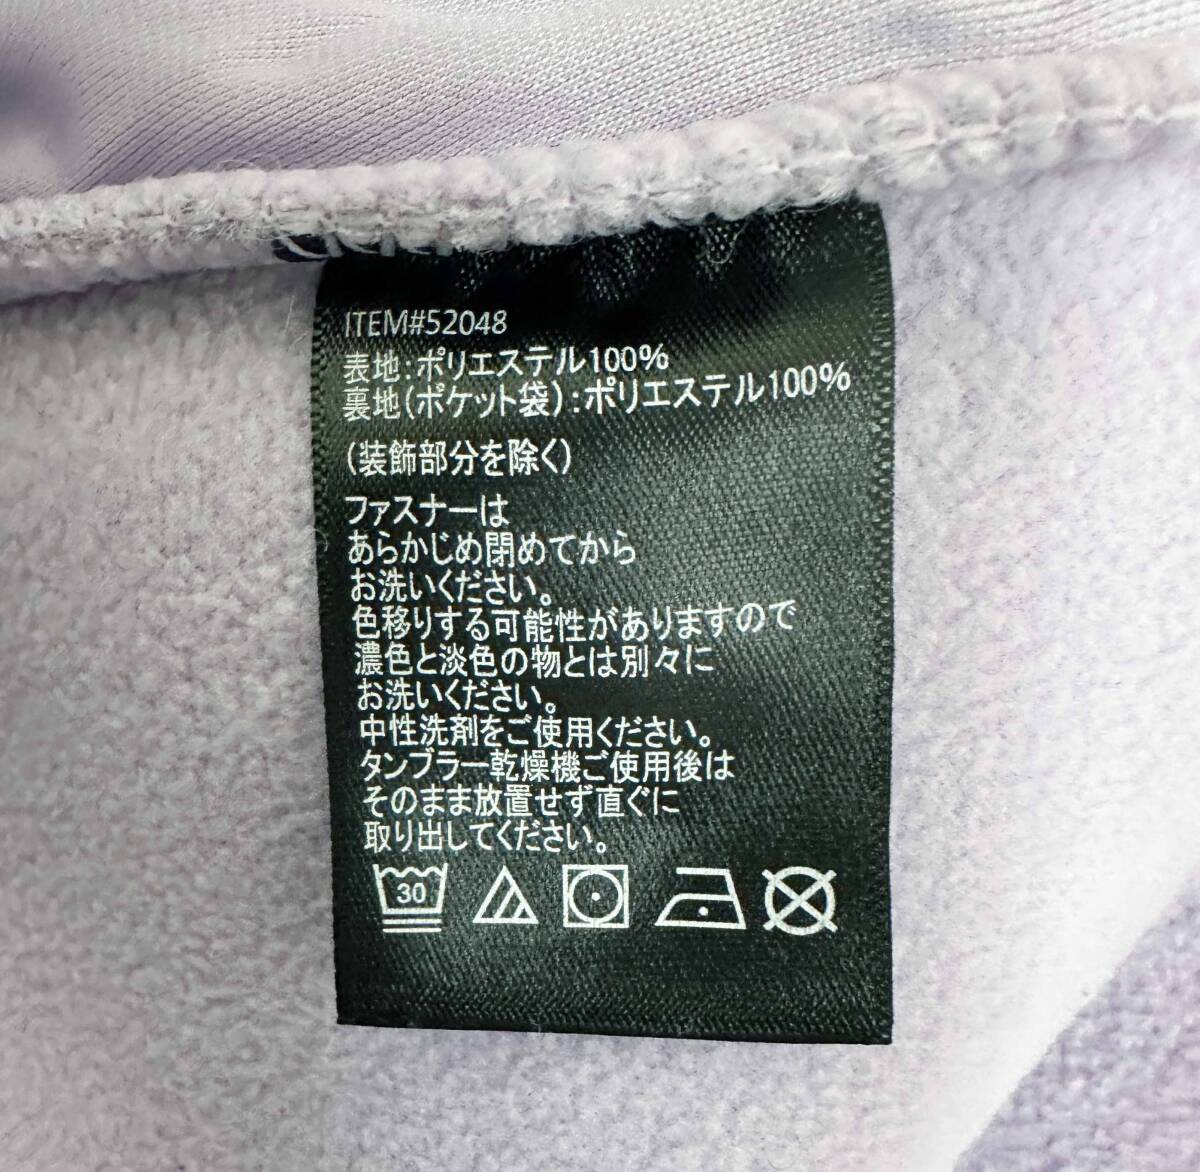 ITEM#52048
表地:ポリエステル100%
裏地(ポケット袋):ポリエステル100%
(装飾部分を除く)
ファスナーは
あらかじめ閉めてから
お洗いください。
色移りする可能性がありますので
濃色と淡色の物とは別々に
お洗いください。
中性洗剤をご使用ください。
タンブラー乾燥機ご使用後は
そのまま放置せず直ぐに
取り出してください。
30